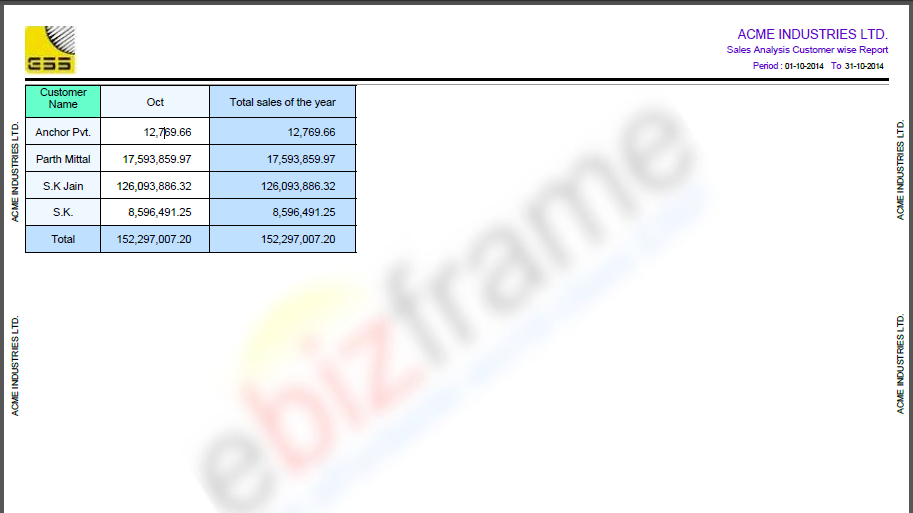 ESS
ACME INDUSTRIES LTD.
Sales Analysis Customer wise Report
Period : 01-10-2014 To 31-10-2014
Customer Name Oct Total sales of the year
Anchor Pvt. 12,769.66 12,769.66
Parth Mittal 17,593,859.97 17,593,859.97
S.K Jain 126,093,886.32 126,093,886.32
S.K. 8,596,491.25 8,596,491.25
Total 152,297,007.20 152,297,007.20
ACME INDUSTRIES LTD.
ACME INDUSTRIES LTD.
ACME INDUSTRIES LTD.
ACME INDUSTRIES LTD.
ebizframe